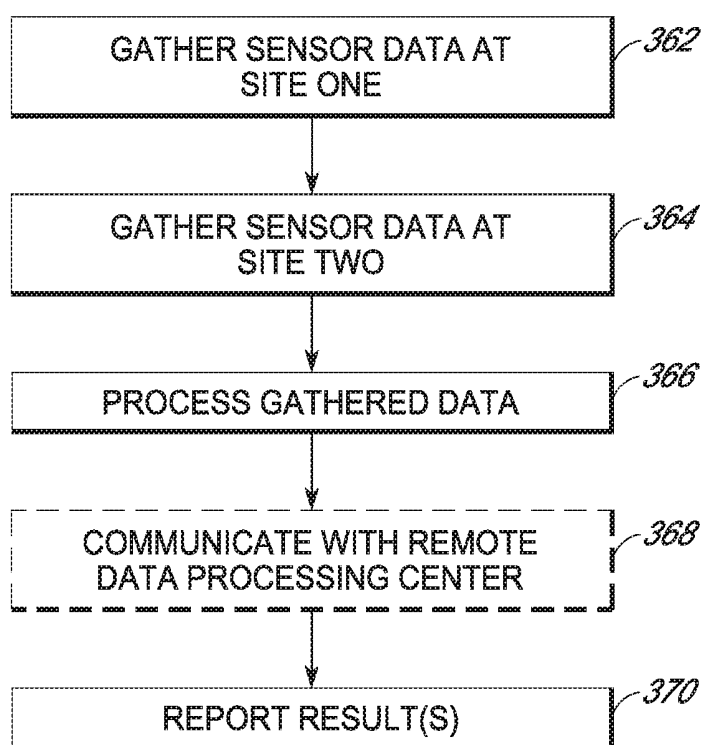 GATHER SENSOR DATA AT
SITE ONE
362
GATHER SENSOR DATA AT
SITE TWO
364
PROCESS GATHERED DATA
366
COMMUNICATE WITH REMOTE
DATA PROCESSING CENTER
368
REPORT RESULT(S)
370